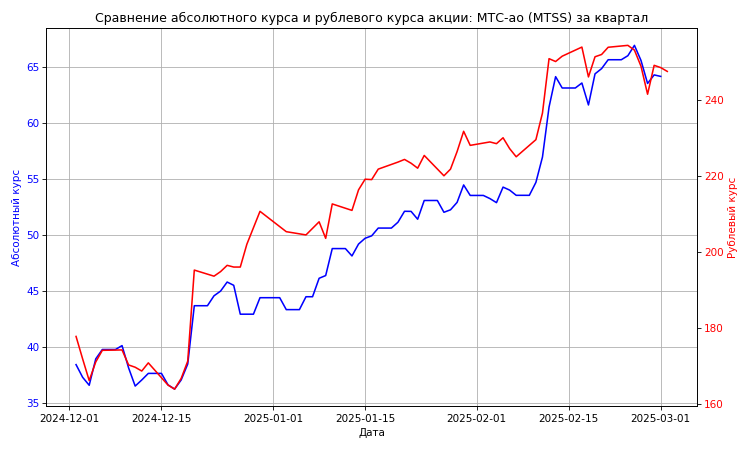 Сравнение абсолютного курса и рублевого курса акции: МТС-ао (MTSS) за квартал
Абсолютный курс
65
60
55
50
45
40
35
240
220
200
180
160
Рублевый курс
2024-12-01 2024-12-15 2025-01-01 2025-01-15 2025-02-01 2025-02-15 2025-03-01
Дата